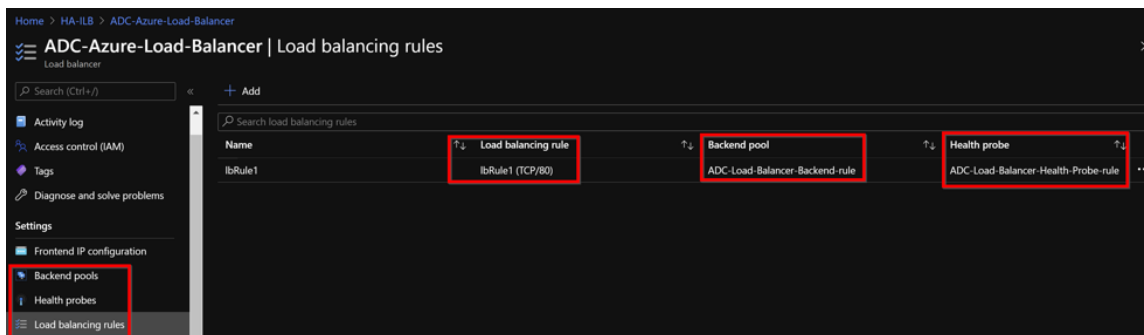 Home > HA-ILB > ADC-Azure-Load-Balancer
ADC-Azure-Load-Balancer | Load balancing rules
Load balancer
Search (Ctrl+/)
«
+ Add
Activity log
Access control (IAM)
Tags
Diagnose and solve problems
Settings
Frontend IP configuration
Backend pools
Health probes
Load balancing rules
Search load balancing rules
Name ↑↓ Load balancing rule ↑↓ Backend pool ↑↓ Health probe ↑↓
lbRule1 lbRule1 (TCP/80) ADC-Load-Balancer-Backend-rule ADC-Load-Balancer-Health-Probe-rule ...